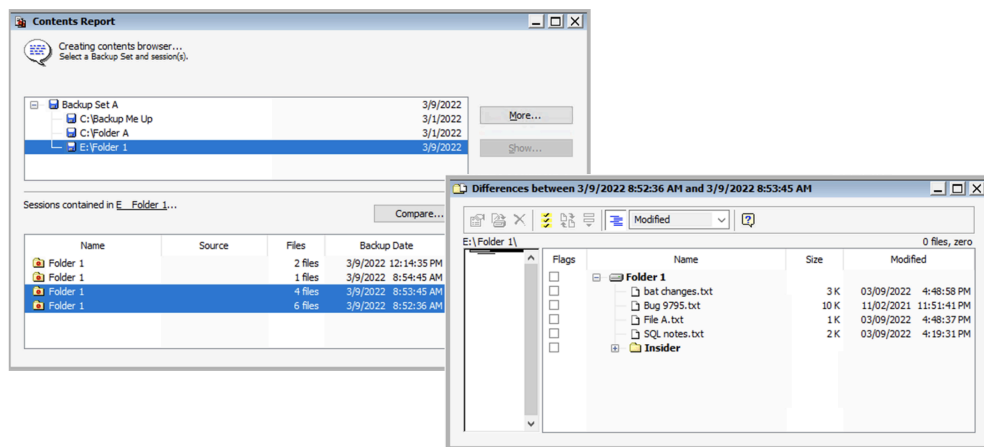 Contents Report
Creating contents browser...
Select a Backup Set and session(s).
Backup Set A 3/9/2022
C:\Backup Me Up 3/1/2022
C:\Folder A 3/1/2022
E:\Folder 1 3/9/2022
More...
Show...
Sessions contained in E Folder 1...
Compare...
Name Source Files Backup Date
Folder 1 2 files 3/9/2022 12:14:35 PM
Folder 1 1 files 3/9/2022 8:54:45 AM
Folder 1 4 files 3/9/2022 8:53:45 AM
Folder 1 6 files 3/9/2022 8:52:36 AM
Differences between 3/9/2022 8:52:36 AM and 3/9/2022 8:53:45 AM
Modified
E:\Folder 1\ 0 files, zero
Flags Name Size Modified
Folder 1
bat changes.txt 3 K 03/09/2022 4:48:58 PM
Bug 9795.txt 10 K 11/02/2021 11:51:41 PM
File A.txt 1 K 03/09/2022 4:48:37 PM
SQL notes.txt 2 K 03/09/2022 4:19:31 PM
Insider